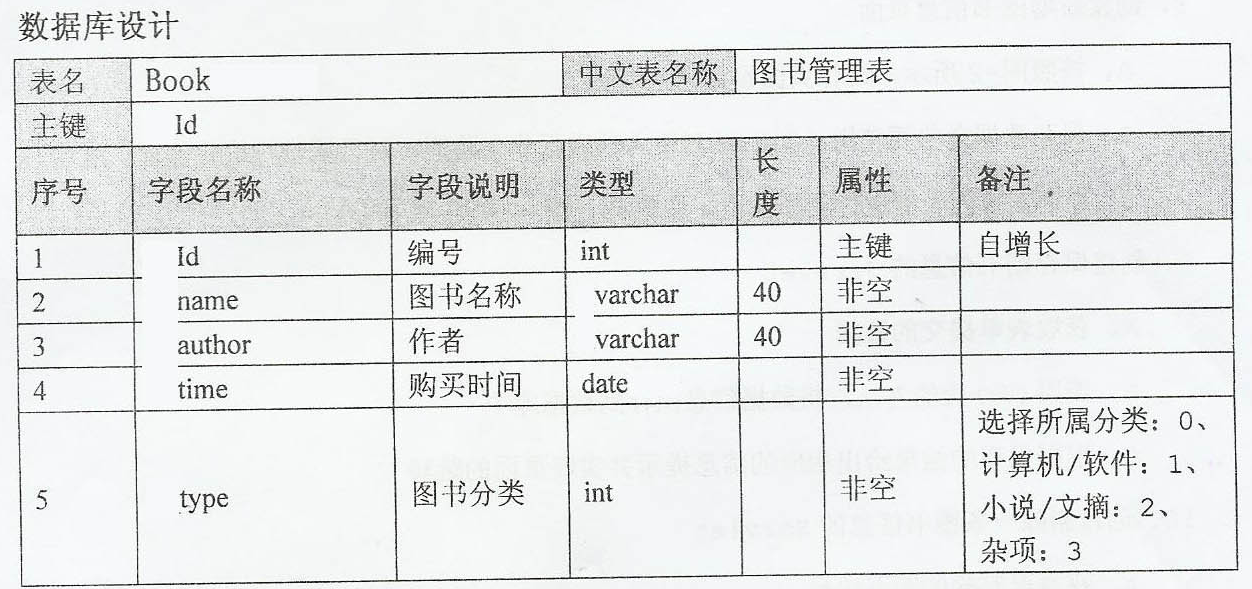 数据库设计
表名 Book 中文表名称 图书管理表
主键 Id
序号 字段名称 字段说明 类型 长度 属性 备注
1 Id 编号 int 主键 自增长
2 name 图书名称 varchar 40 非空
3 author 作者 varchar 40 非空
4 time 购买时间 date 非空
5 type 图书分类 int 非空 选择所属分类：0、
计算机/软件：1、
小说/文摘：2、
杂项：3